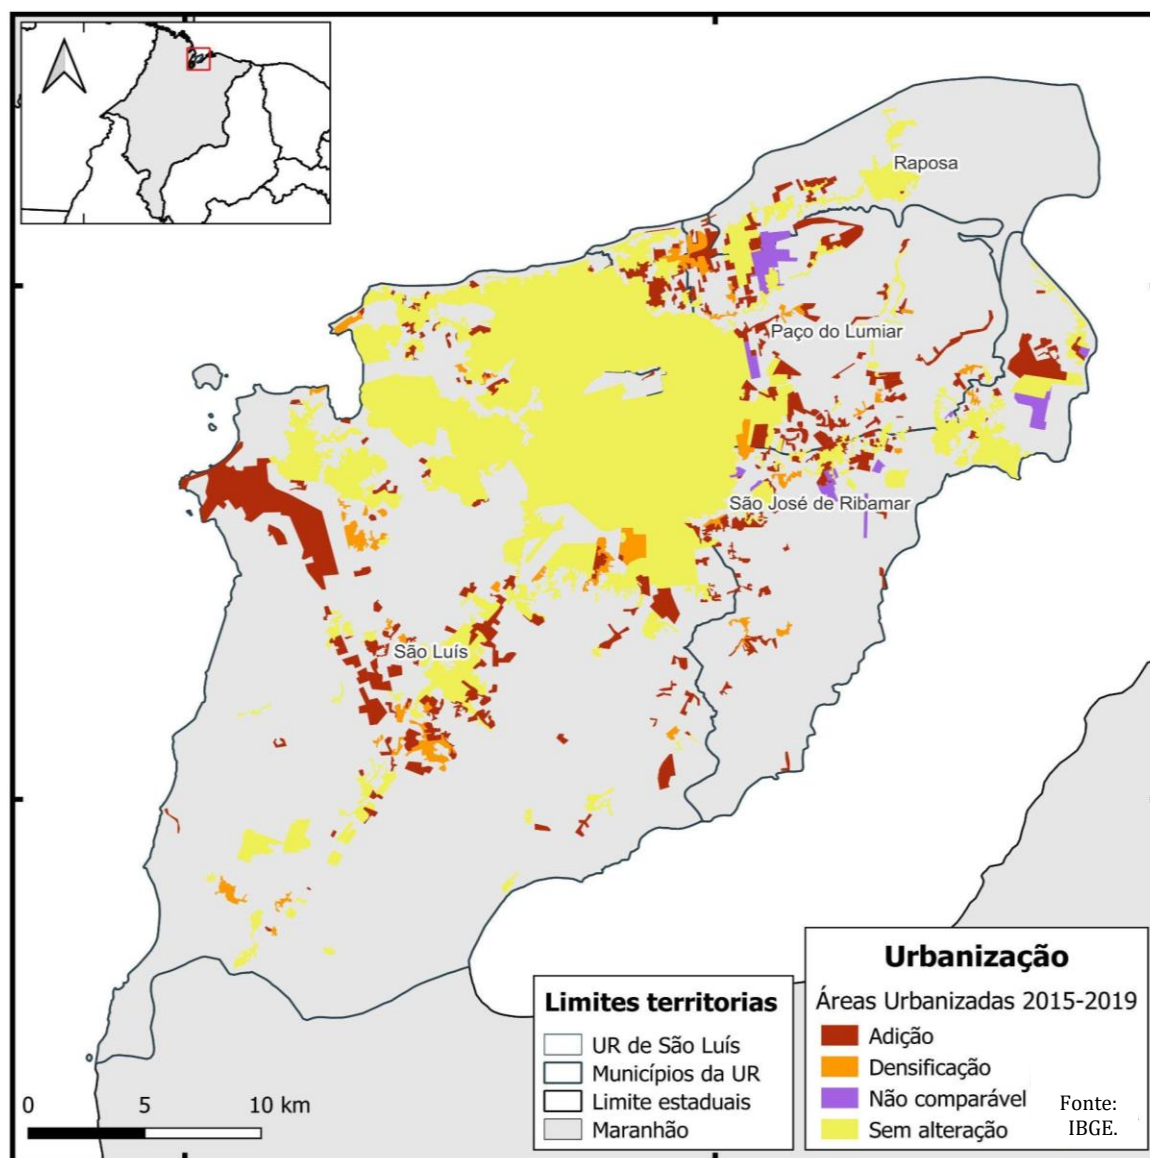 Raposa
Paço do Lumiar
São José de Ribamar
São Luís
0 5 10 km
Limites territorias
UR de São Luís
Municípios da UR
Limite estaduais
Maranhão
Urbanização
Áreas Urbanizadas 2015-2019
Adição
Densificação
Não comparável
Sem alteração
Fonte:
IBGE.